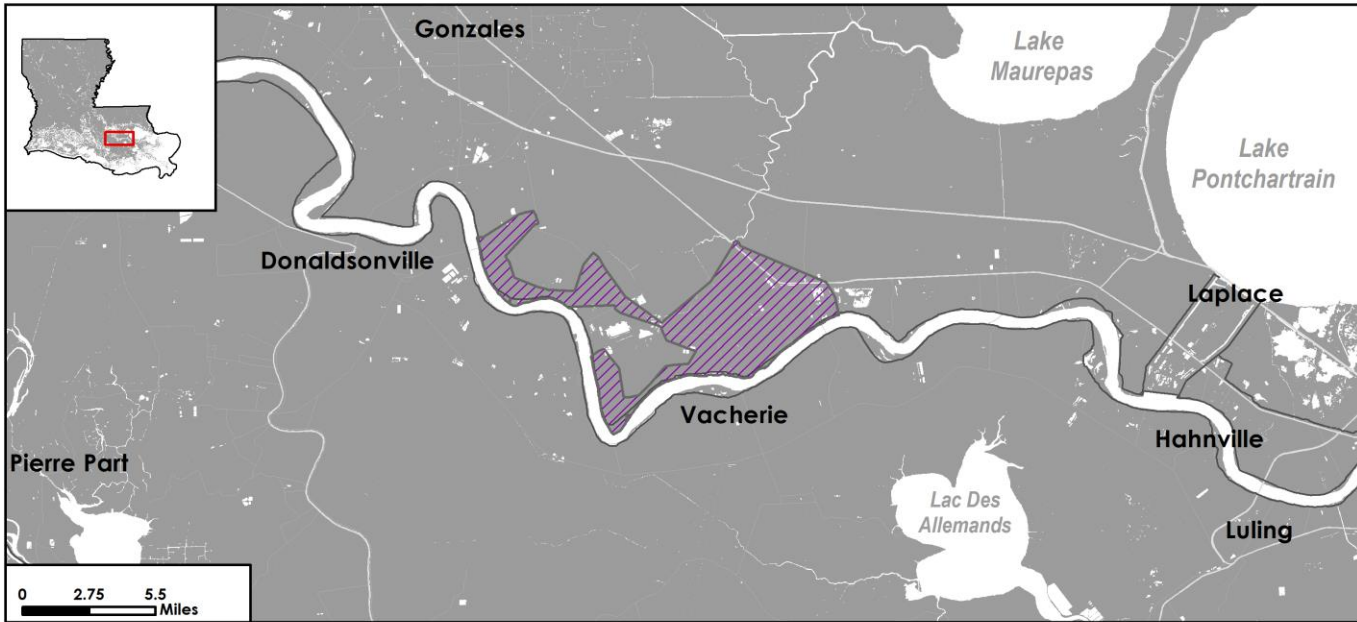 Gonzales
Lake
Maurepas
Lake
Pontchartrain
Donaldsonville
Laplace
Vacherie
Hahnville
Pierre Part
Lac Des
Allemands
Luling
0 2.75 5.5
Miles